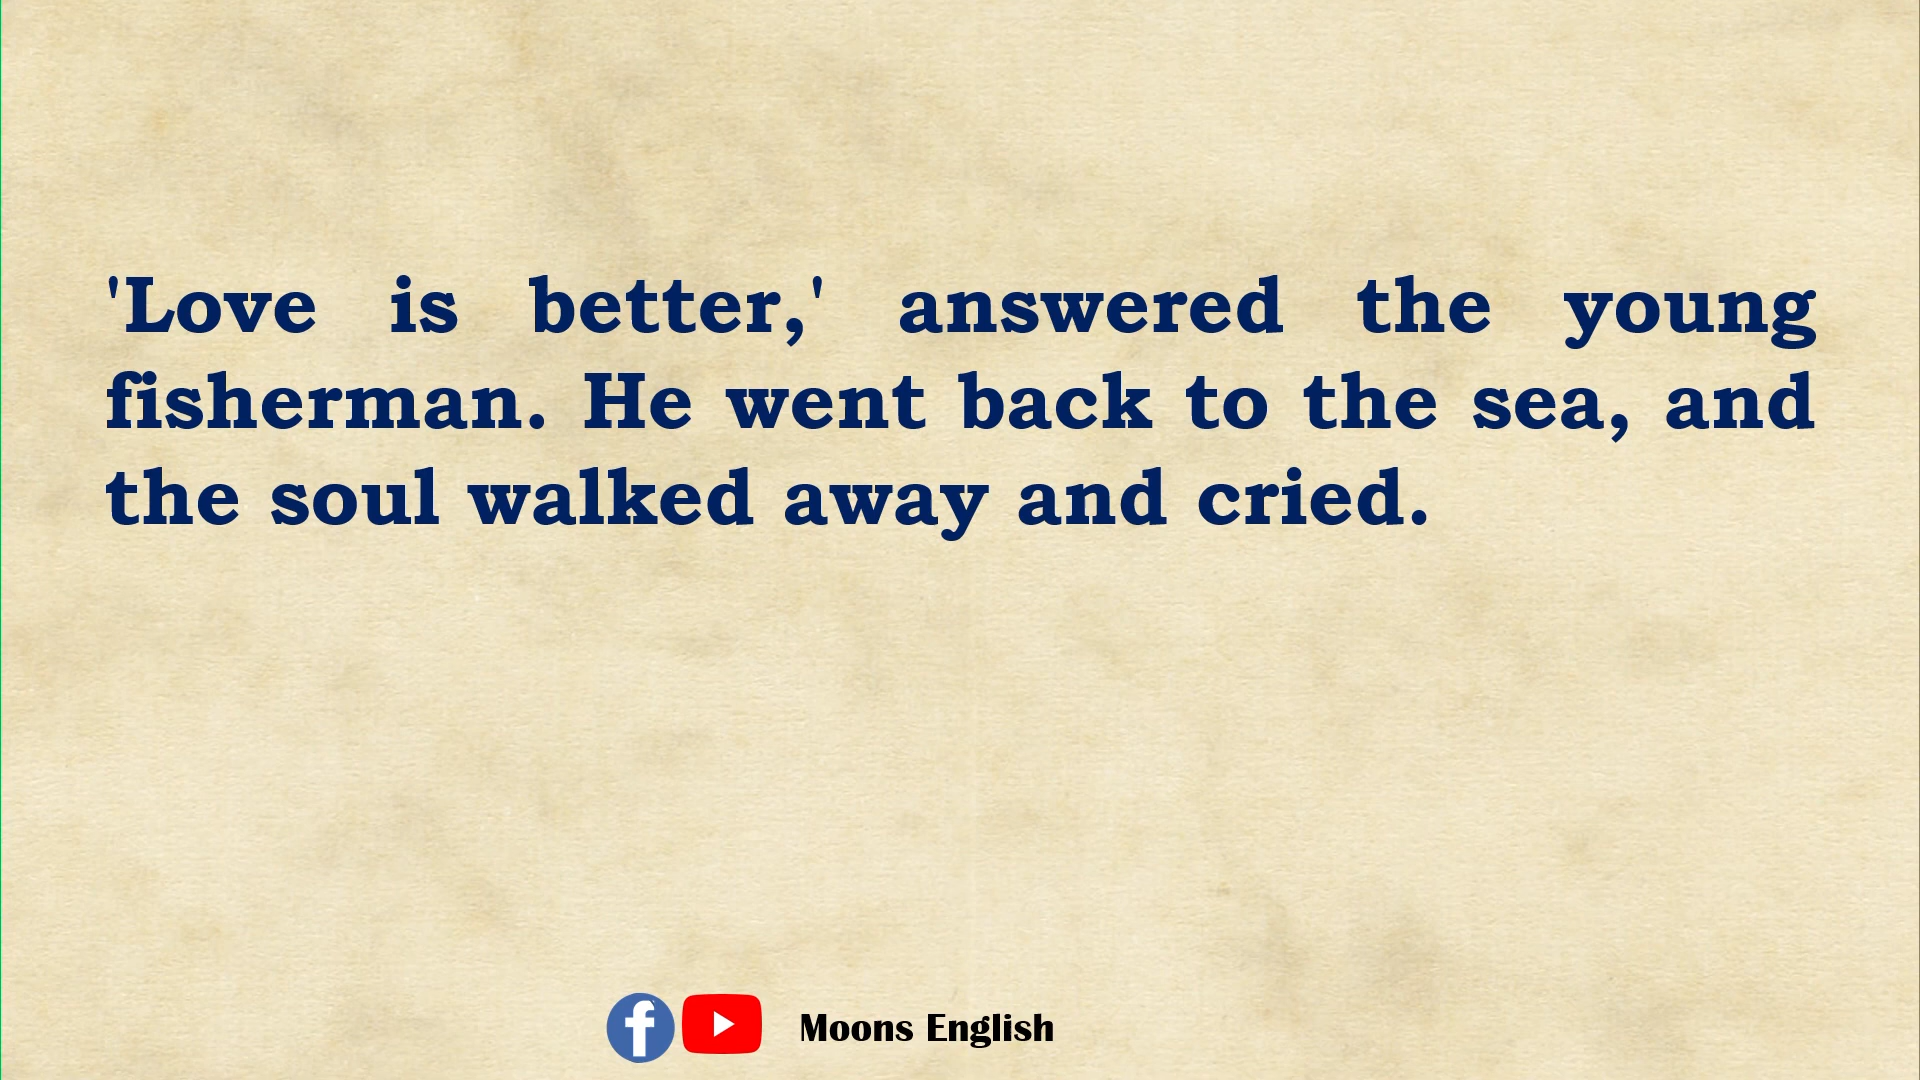 'Love is better,' answered the young
fisherman. He went back to the sea, and
the soul walked away and cried.
Moons English